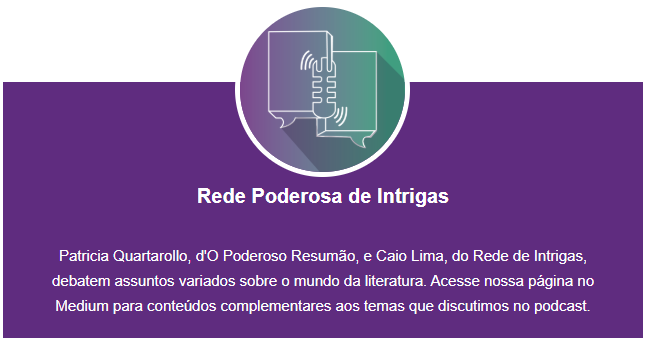 Rede Poderosa de Intrigas
Patricia Quartarollo, d'O Poderoso Resumão, e Caio Lima, do Rede de Intrigas,
debatem assuntos variados sobre o mundo da literatura. Acesse nossa página no
Medium para conteúdos complementares aos temas que discutimos no podcast.